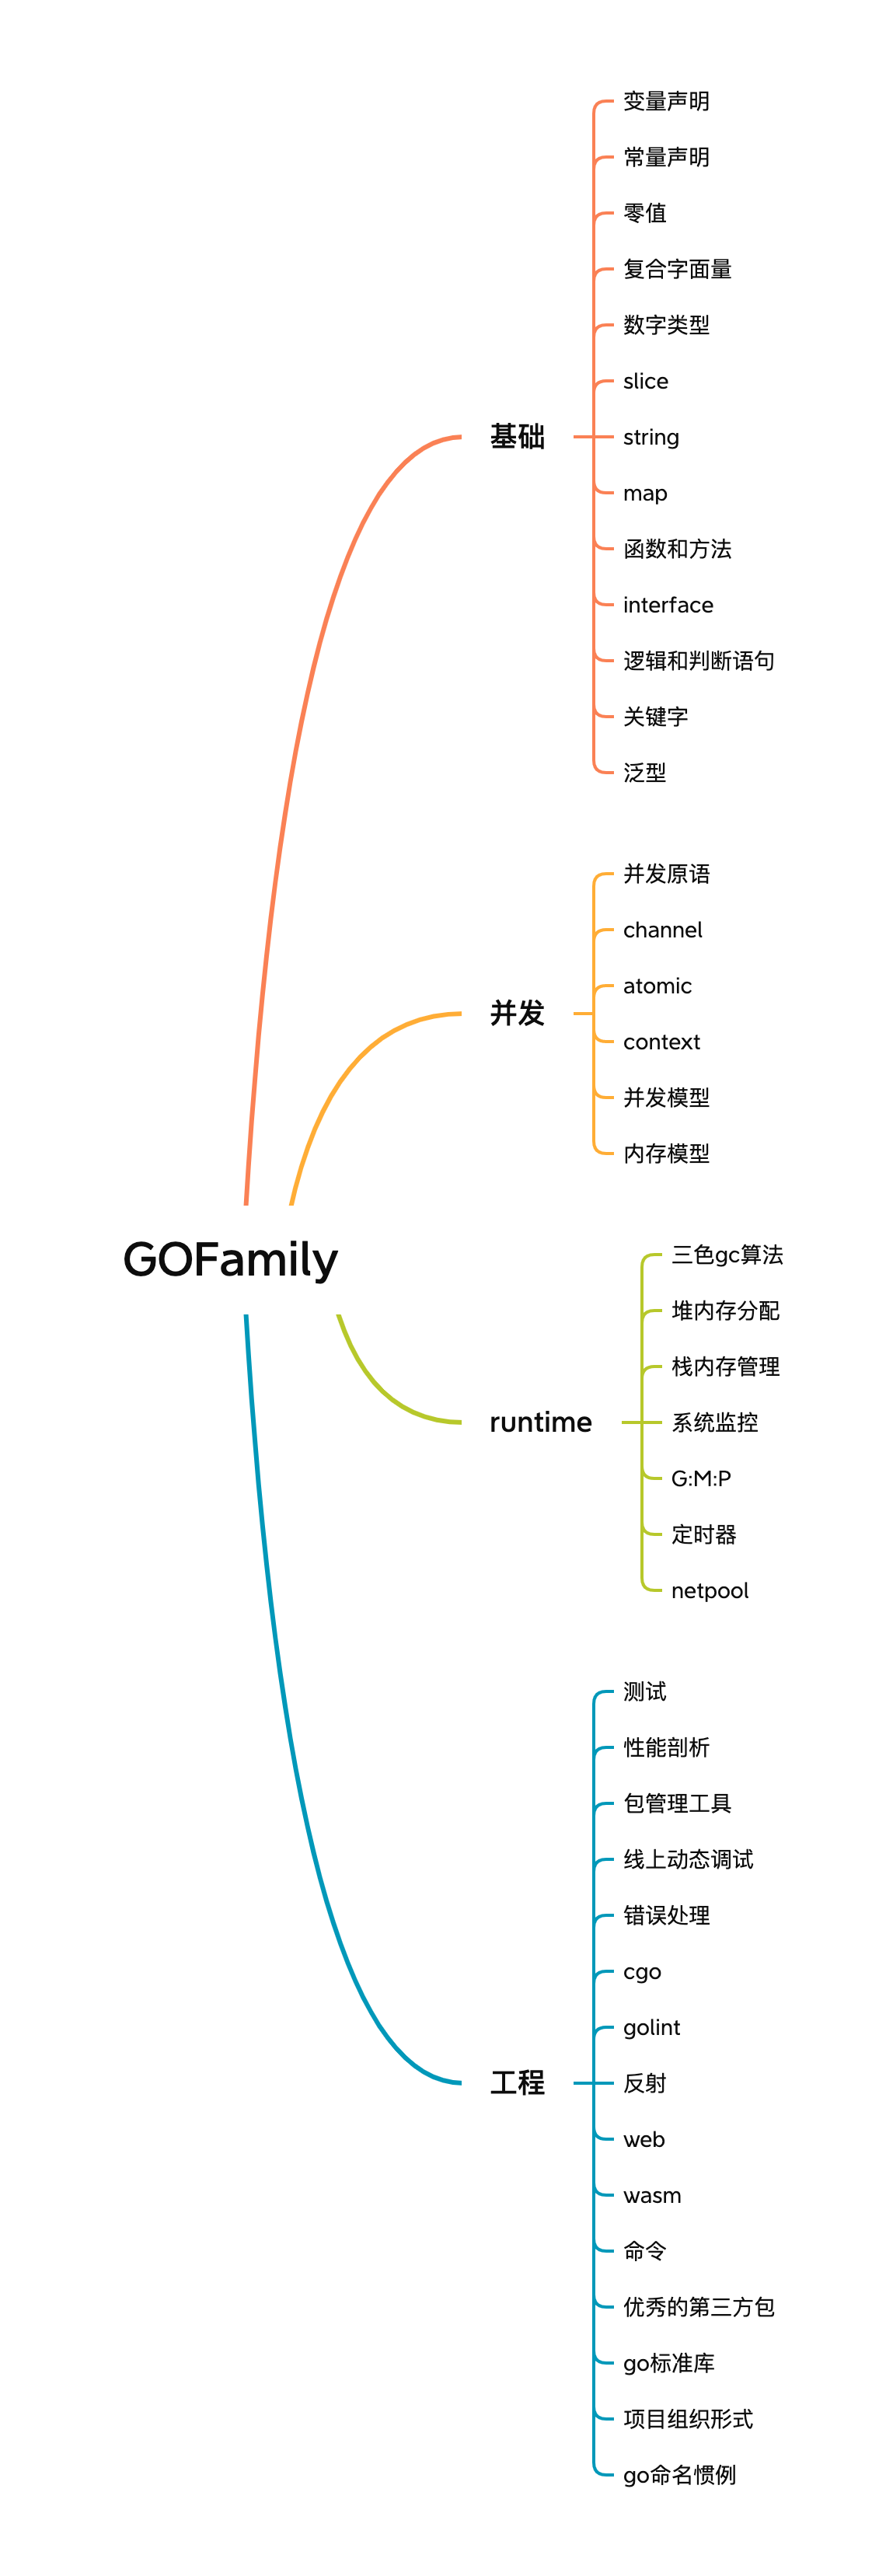 GOFamily
基础
变量声明
常量声明
零值
复合字面量
数字类型
slice
string
map
函数和方法
interface
逻辑和判断语句
关键字
泛型
并发
并发原语
channel
atomic
context
并发模型
内存模型
runtime
三色gc算法
堆内存分配
栈内存管理
系统监控
G:M:P
定时器
netpool
工程
测试
性能剖析
包管理工具
线上动态调试
错误处理
cgo
golint
反射
web
wasm
命令
优秀的第三方包
go标准库
项目组织形式
go命名惯例